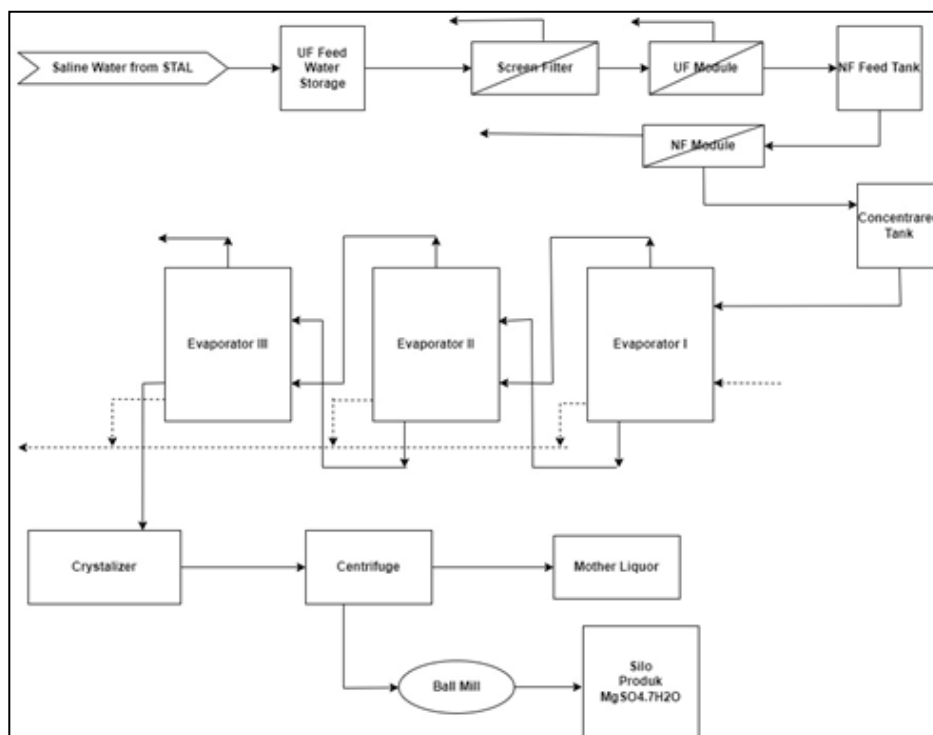 Saline Water from STAL
UF Feed
Water
Storage
Screen Filter
UF Module
NF Feed Tank
NF Module
Concentrared
Tank
Evaporator III
Evaporator II
Evaporator I
Crystalizer
Centrifuge
Mother Liquor
Ball Mill
Silo
Produk
MgSO4.7H2O